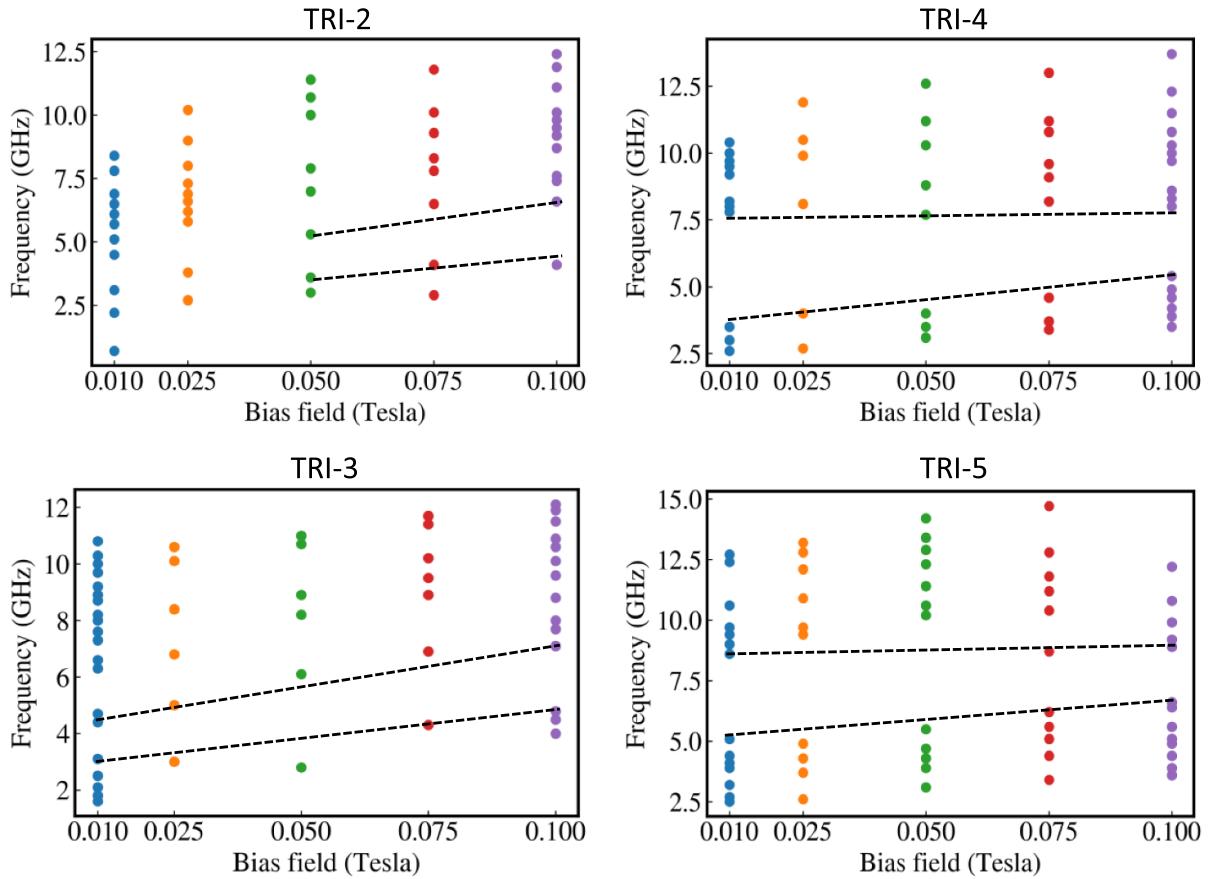 TRI-2
12.5
10.0
7.5
5.0
2.5
Frequency (GHz)
0.010 0.025 0.050 0.075 0.100
Bias field (Tesla)
TRI-4
12.5
10.0
7.5
5.0
2.5
Frequency (GHz)
0.010 0.025 0.050 0.075 0.100
Bias field (Tesla)
TRI-3
12
10
8
6
4
2
Frequency (GHz)
0.010 0.025 0.050 0.075 0.100
Bias field (Tesla)
TRI-5
15.0
12.5
10.0
7.5
5.0
2.5
Frequency (GHz)
0.010 0.025 0.050 0.075 0.100
Bias field (Tesla)